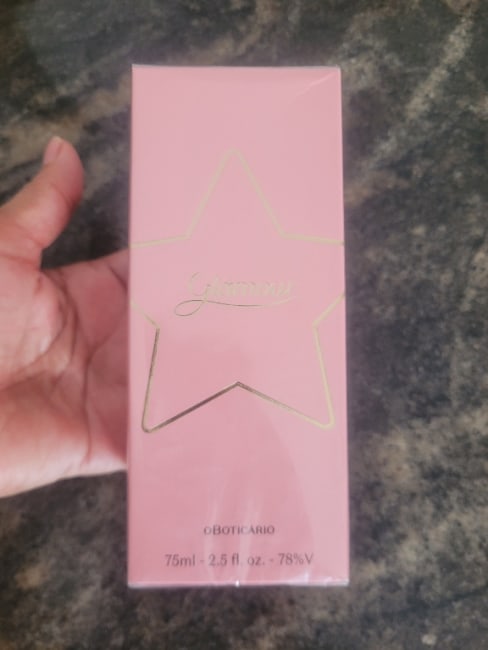 Glamour
oBOTICÁRIO
75ml - 2.5 fl. oz. - 78%V